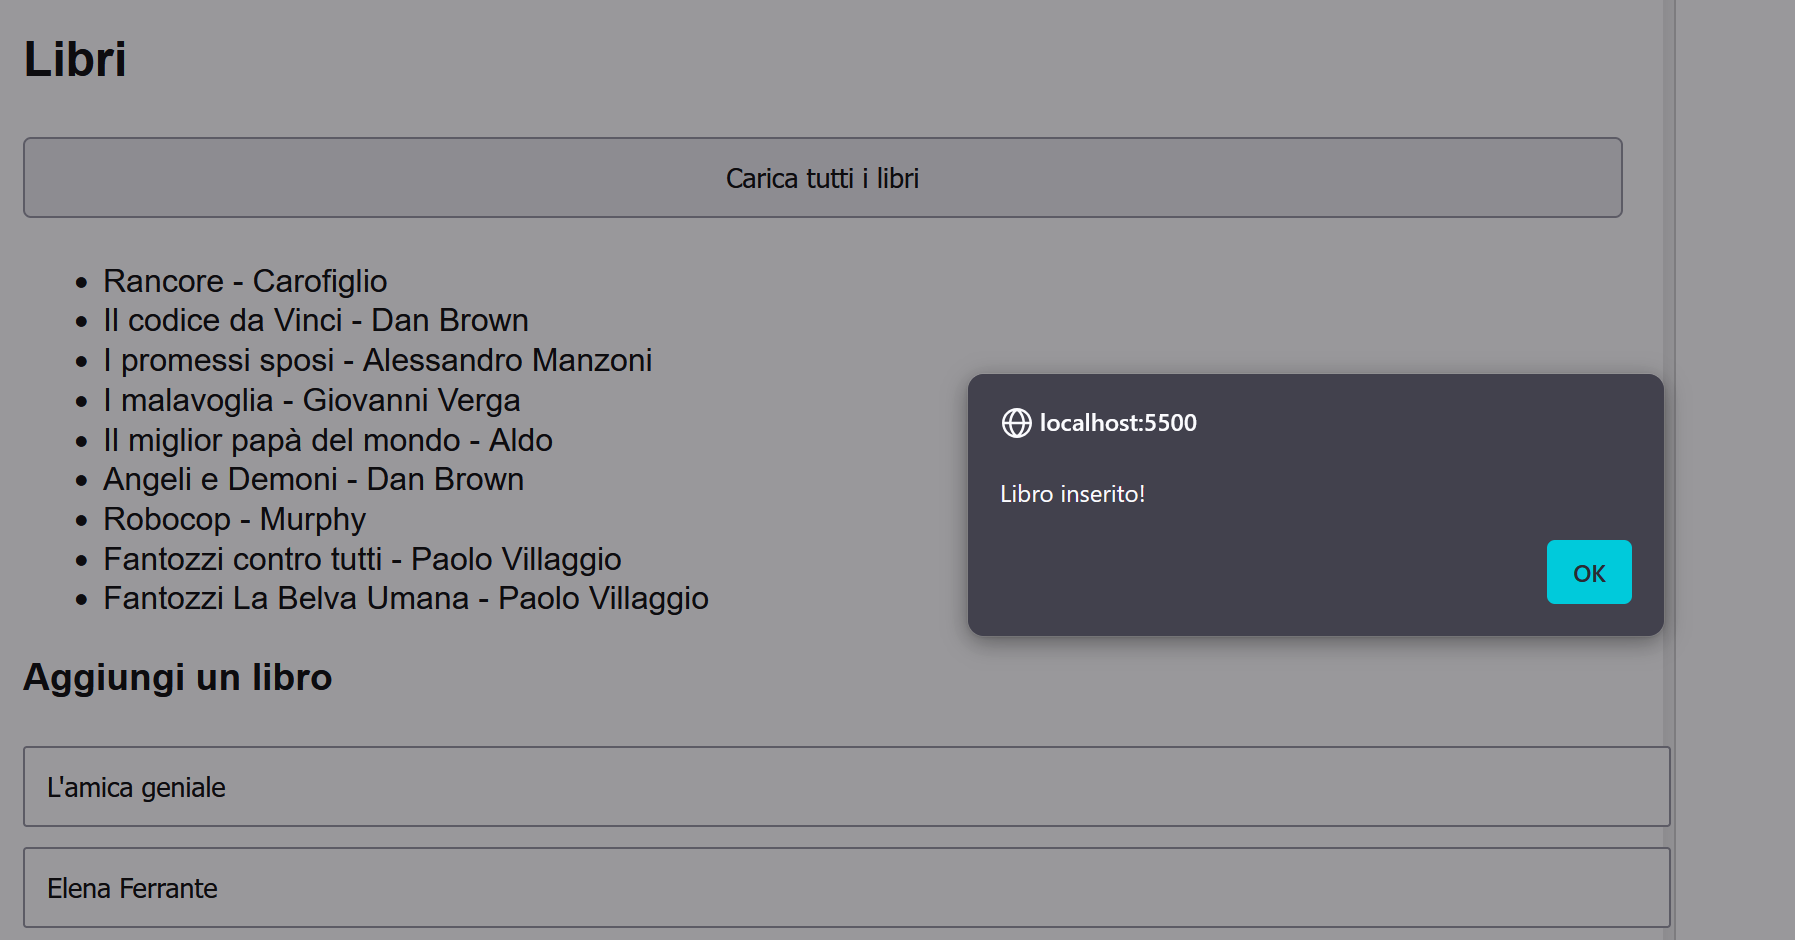 Libri
Carica tutti i libri
Rancore - Carofiglio
Il codice da Vinci - Dan Brown
I promessi sposi - Alessandro Manzoni
I malavoglia - Giovanni Verga
Il miglior papà del mondo - Aldo
Angeli e Demoni - Dan Brown
Robocop - Murphy
Fantozzi contro tutti - Paolo Villaggio
Fantozzi La Belva Umana - Paolo Villaggio
localhost:5500
Libro inserito!
OK
Aggiungi un libro
L'amica geniale
Elena Ferrante